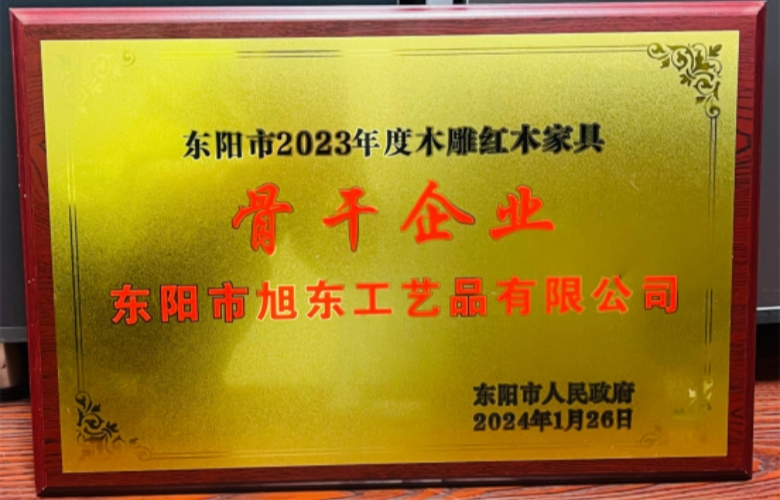 东阳市2023年度木雕红木家具
骨干企业
东阳市旭东工艺品有限公司
东阳市人民政府
2024年1月26日